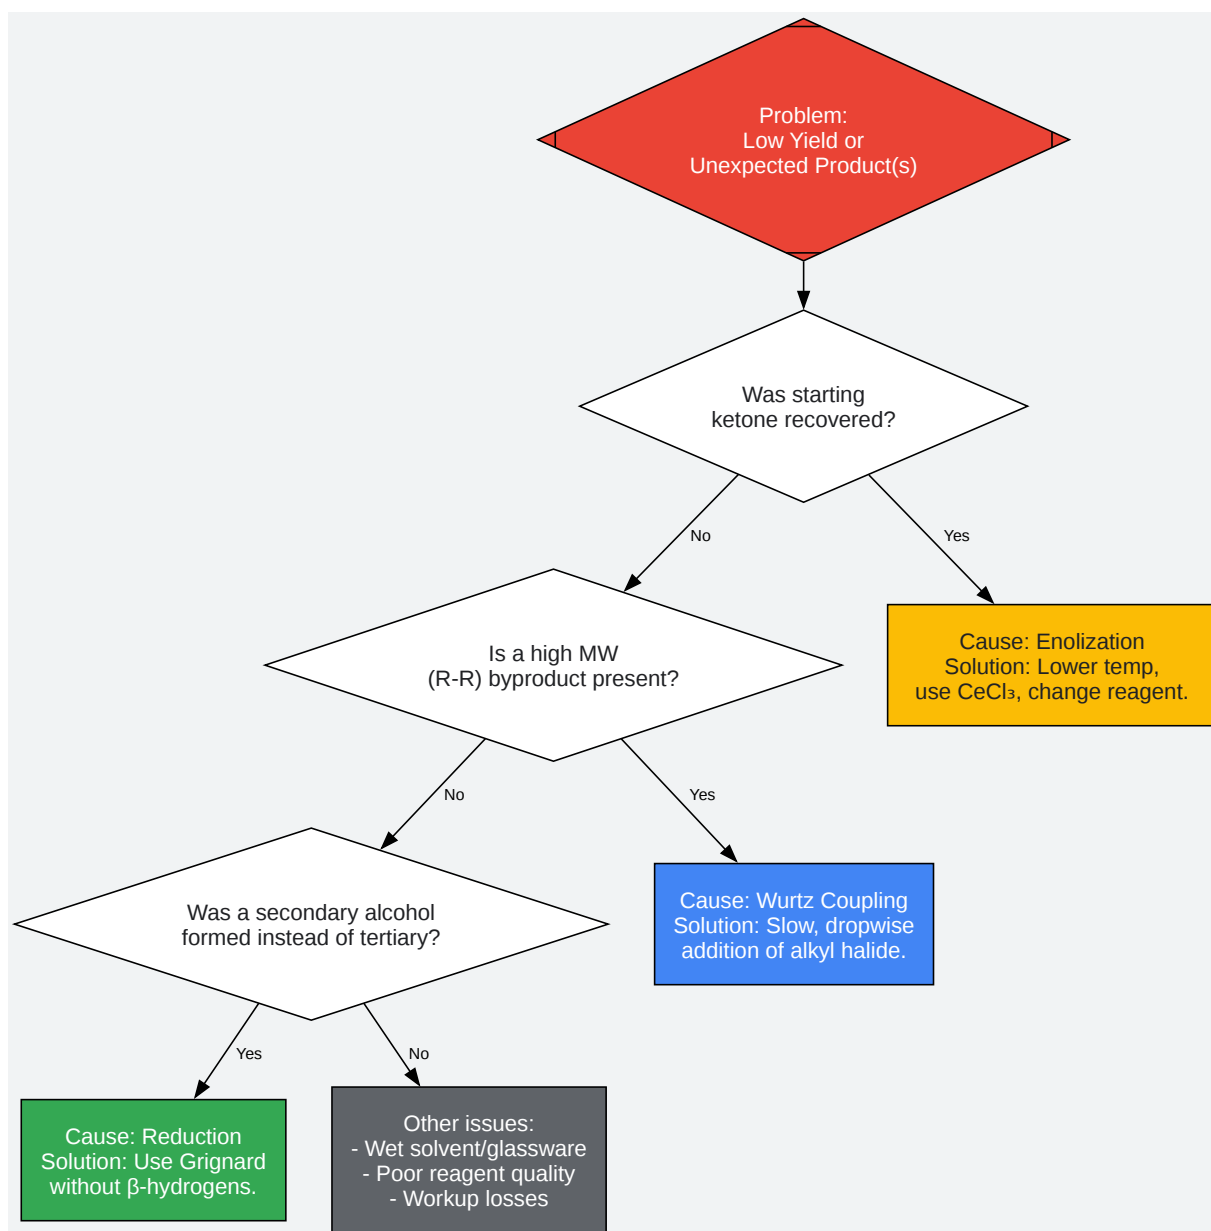 Problem:
Low Yield or
Unexpected Product(s)
Was starting
ketone recovered?
No
Yes
Is a high MW
(R-R) byproduct present?
Cause: Enolization
Solution: Lower temp,
use CeCl₃, change reagent.
No
Yes
Was a secondary alcohol
formed instead of tertiary?
Cause: Wurtz Coupling
Solution: Slow, dropwise
addition of alkyl halide.
Yes
No
Cause: Reduction
Solution: Use Grignard
without β-hydrogens.
Other issues:
- Wet solvent/glassware
- Poor reagent quality
- Workup losses